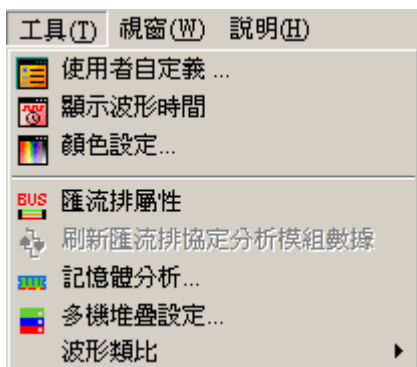 工具(T) 視窗(W) 說明(H)
使用者自定義 ...
顯示波形時間
顏色設定...
BUS 匯流排屬性
刷新匯流排協定分析模組數據
記憶體分析...
多機堆疊設定...
波形類比